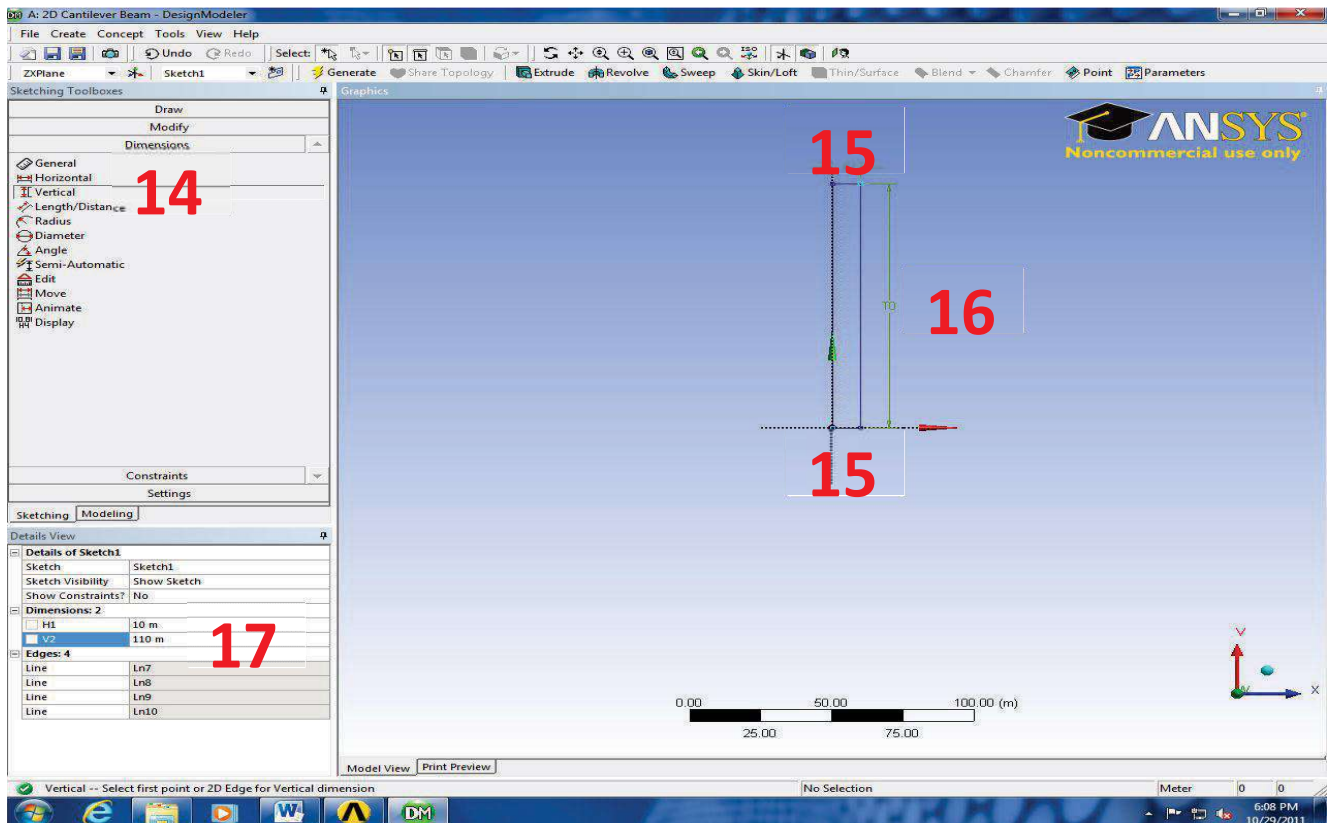 A: 2D Cantilever Beam - DesignModeler
File Create Concept Tools View Help
Undo Redo Select:
ZXPlane Sketch1 Generate Share Topology Extrude Revolve Sweep Skin/Loft Thin/Surface Blend Chamfer Point Parameters
Sketching Toolboxes
Draw
Modify
Dimensions
General
Horizontal
Vertical
Length/Distance
Radius
Diameter
Angle
Semi-Automatic
Edit
Move
Animate
Display
14
Constraints
Settings
Sketching Modeling
Details View
Details of Sketch1
Sketch Sketch1
Sketch Visibility Show Sketch
Show Constraints? No
Dimensions: 2
H1 10 m
V2 110 m
17
Edges: 4
Line Ln7
Line Ln8
Line Ln9
Line Ln10
Graphics
ANSYS
Noncommercial use only
15
16
15
Y
X
0.00 50.00 100.00 (m)
25.00 75.00
Model View Print Preview
Vertical -- Select first point or 2D Edge for Vertical dimension No Selection Meter 0 0
DM 6:08 PM
10/29/2011